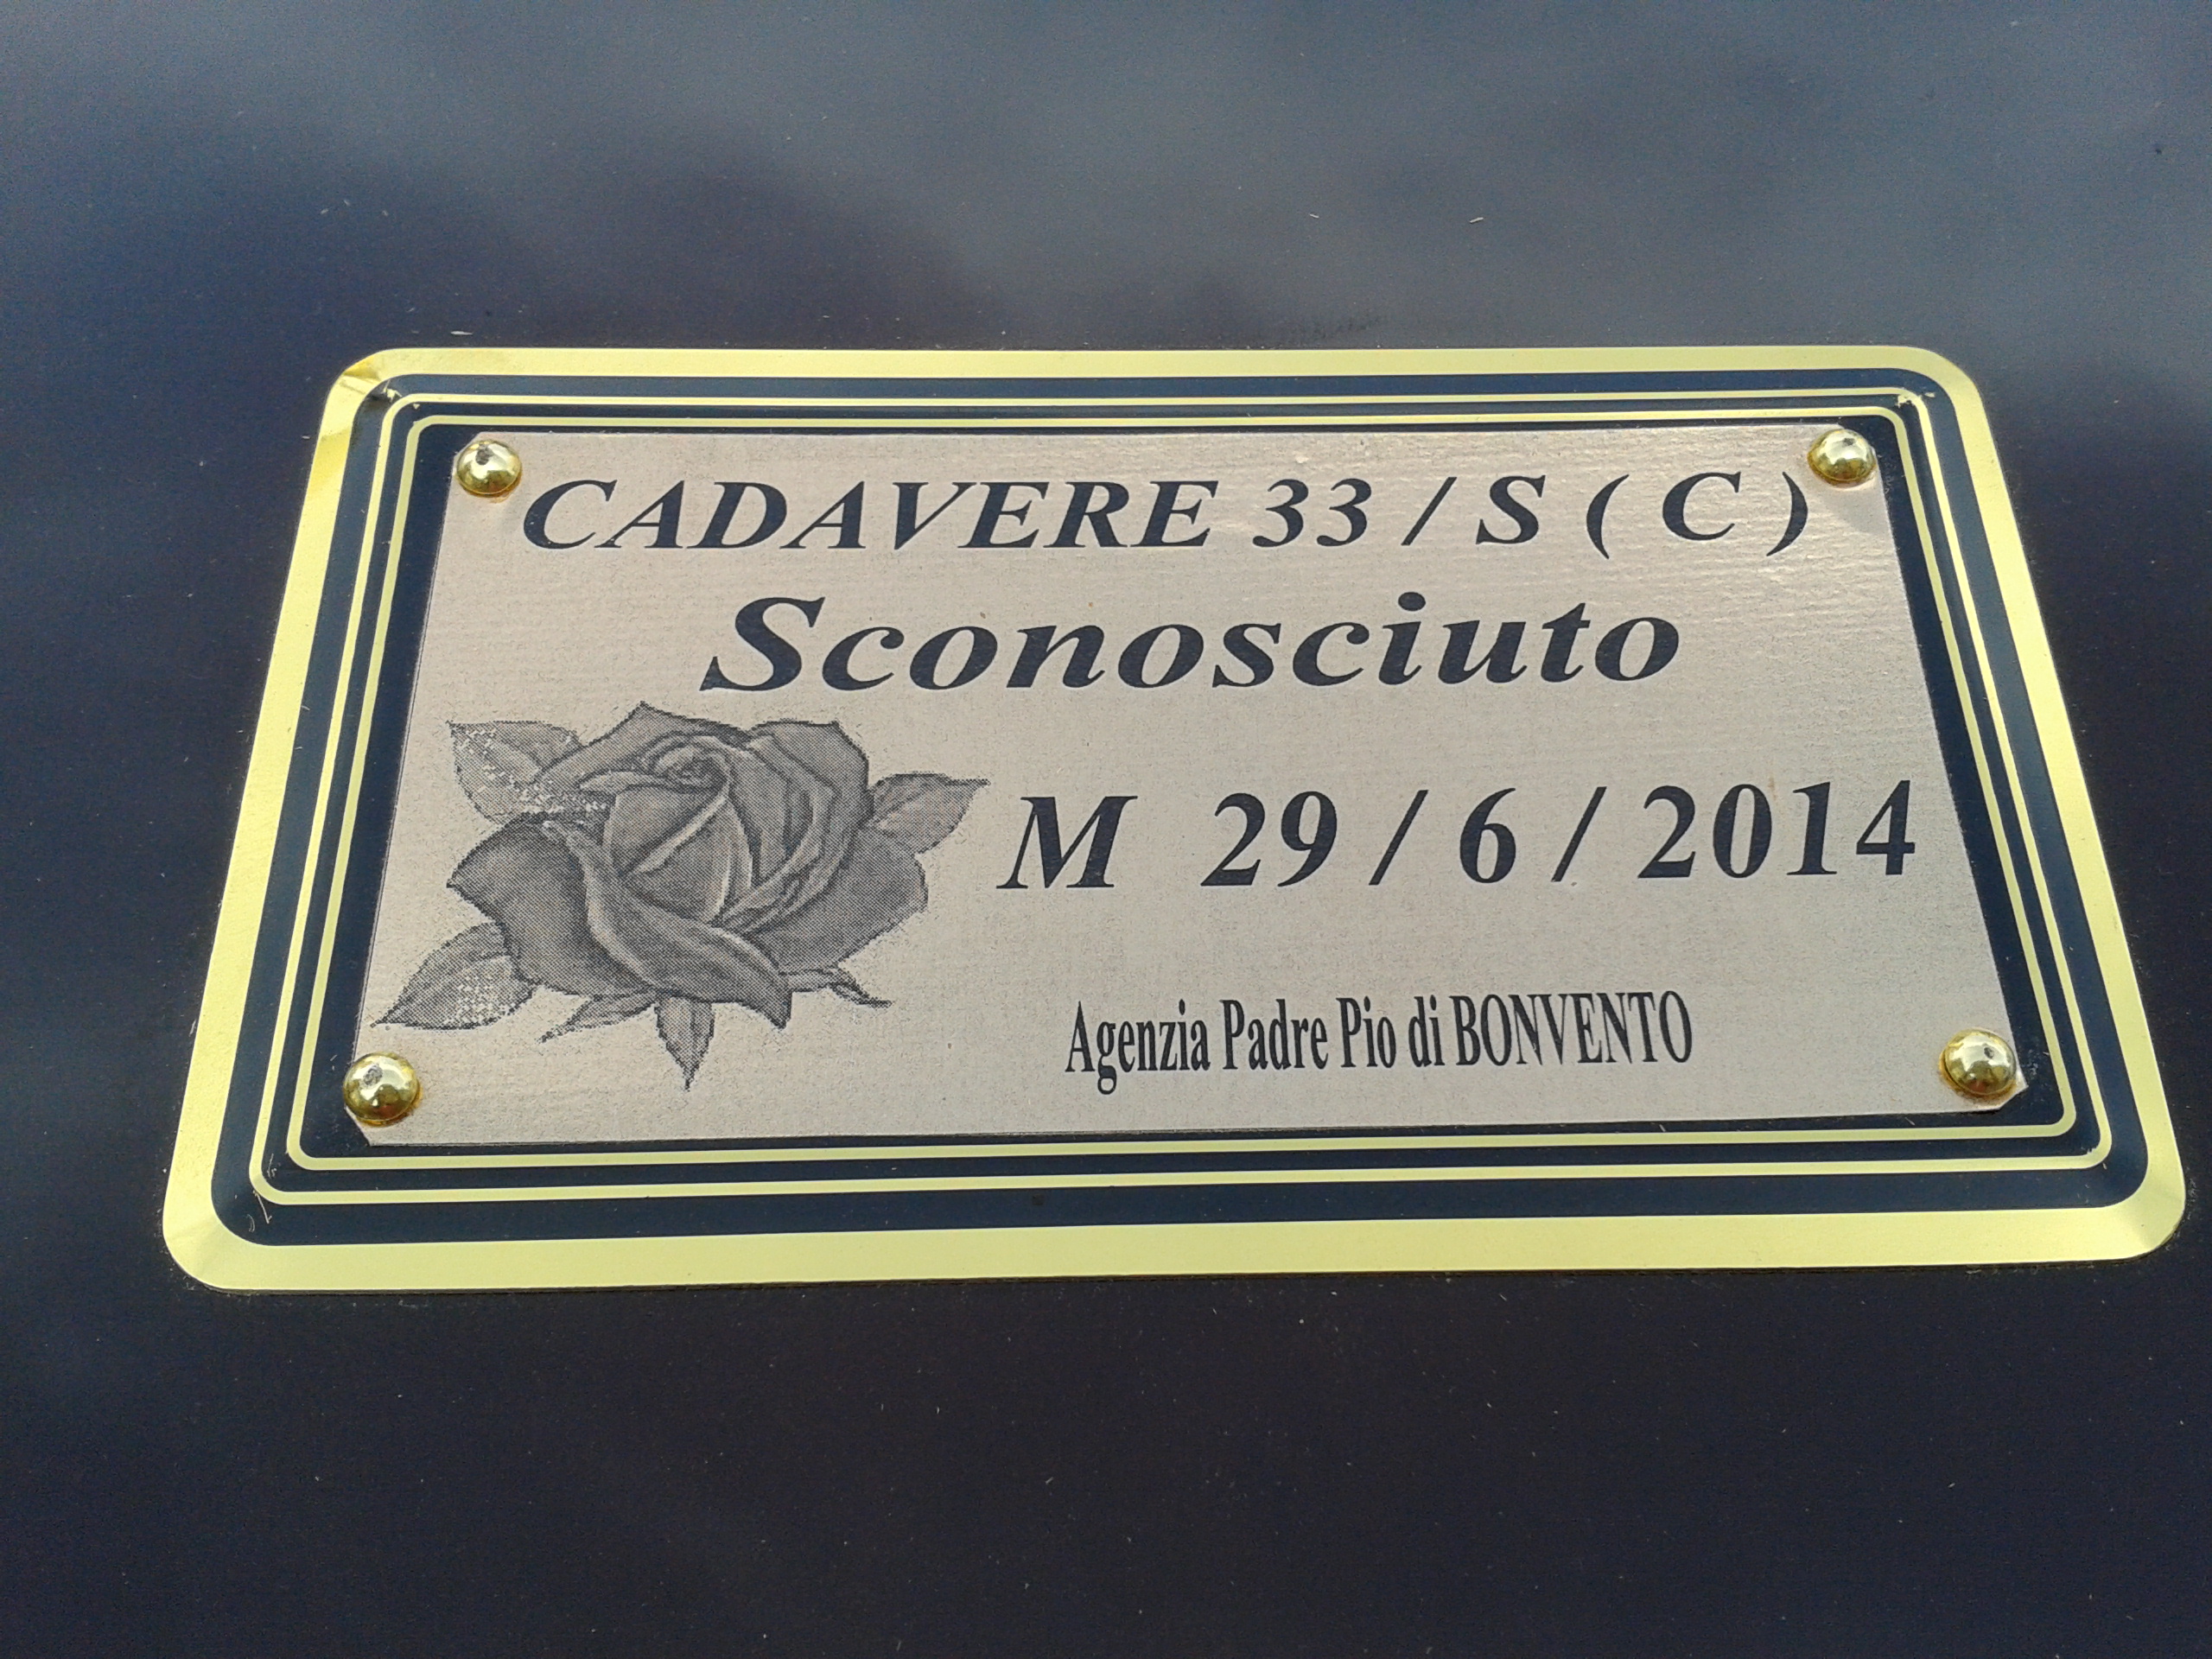 CADAVERE 33 / S ( C )
Sconosciuto
M 29 / 6 / 2014
Agenzia Padre Pio di BONVENTO